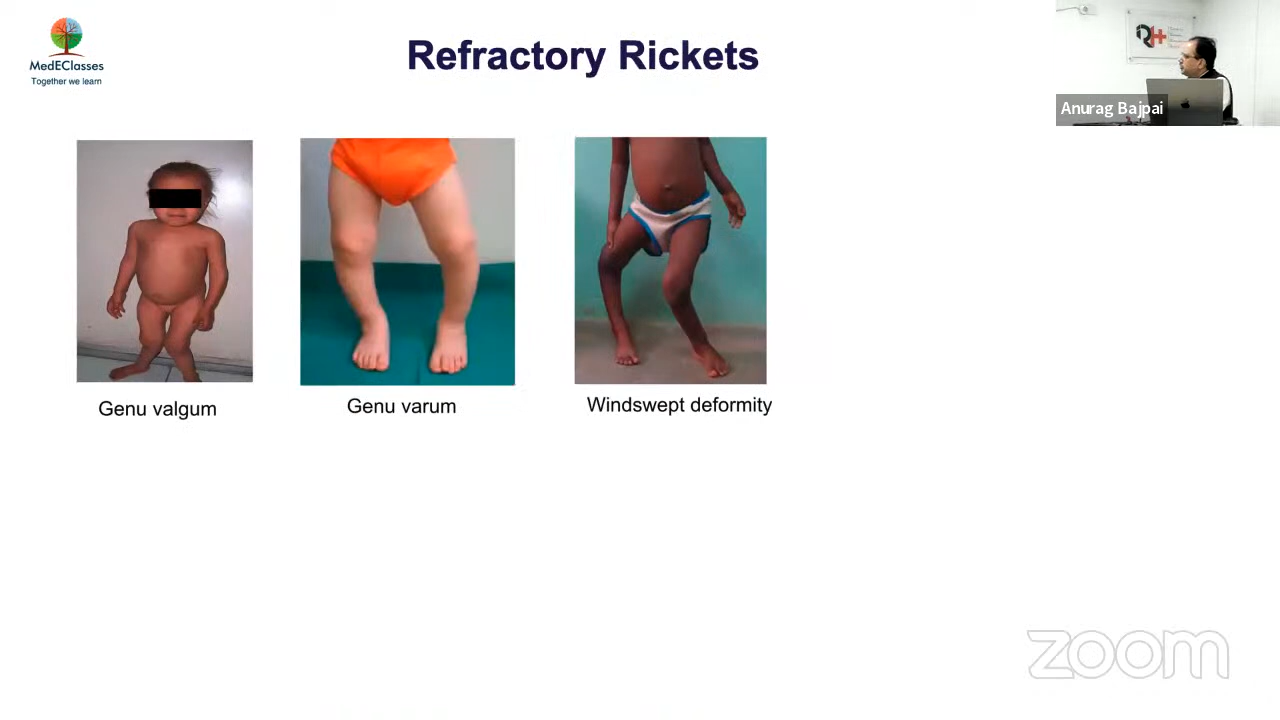 MedEClasses
Together we learn
Refractory Rickets
Anurag Bajpai
Genu valgum
Genu varum
Windswept deformity
zoom